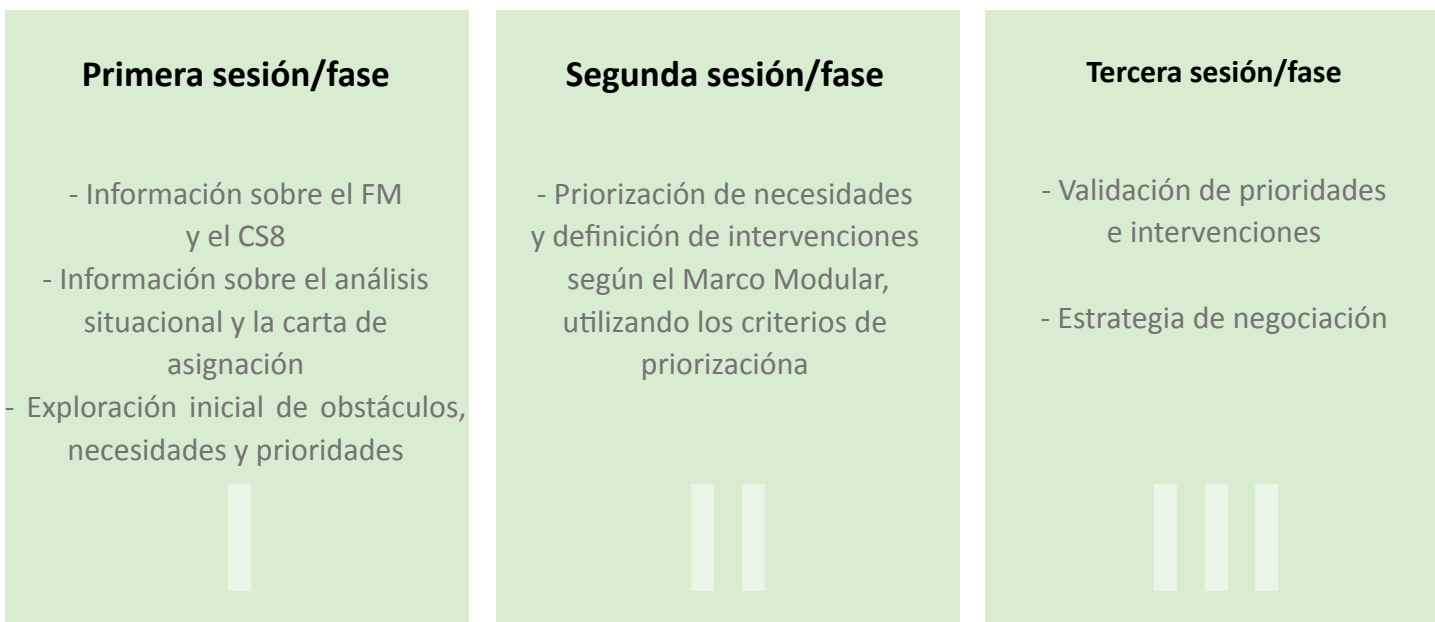 Primera sesión/fase
- Información sobre el FM
y el CS8
- Información sobre el análisis
situacional y la carta de
asignación
- Exploración inicial de obstáculos,
necesidades y prioridades
I
Segunda sesión/fase
- Priorización de necesidades
y definición de intervenciones
según el Marco Modular,
utilizando los criterios de
priorizacióna
II
Tercera sesión/fase
- Validación de prioridades
e intervenciones
- Estrategia de negociación
III